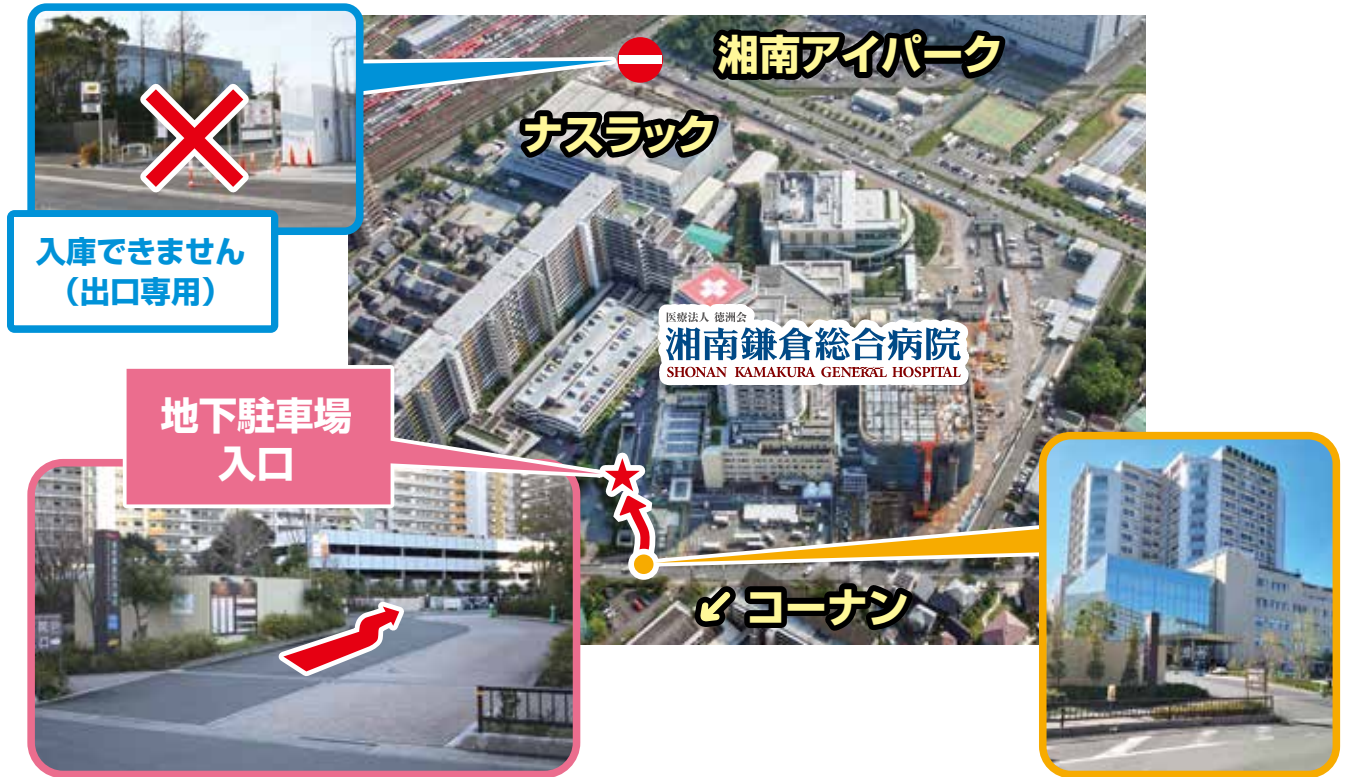 湘南アイパーク
ナスラック
入庫できません
（出口専用）
医療法人 徳洲会
湘南鎌倉総合病院
SHONAN KAMAKURA GENERAL HOSPITAL
地下駐車場
入口
↙コーナン